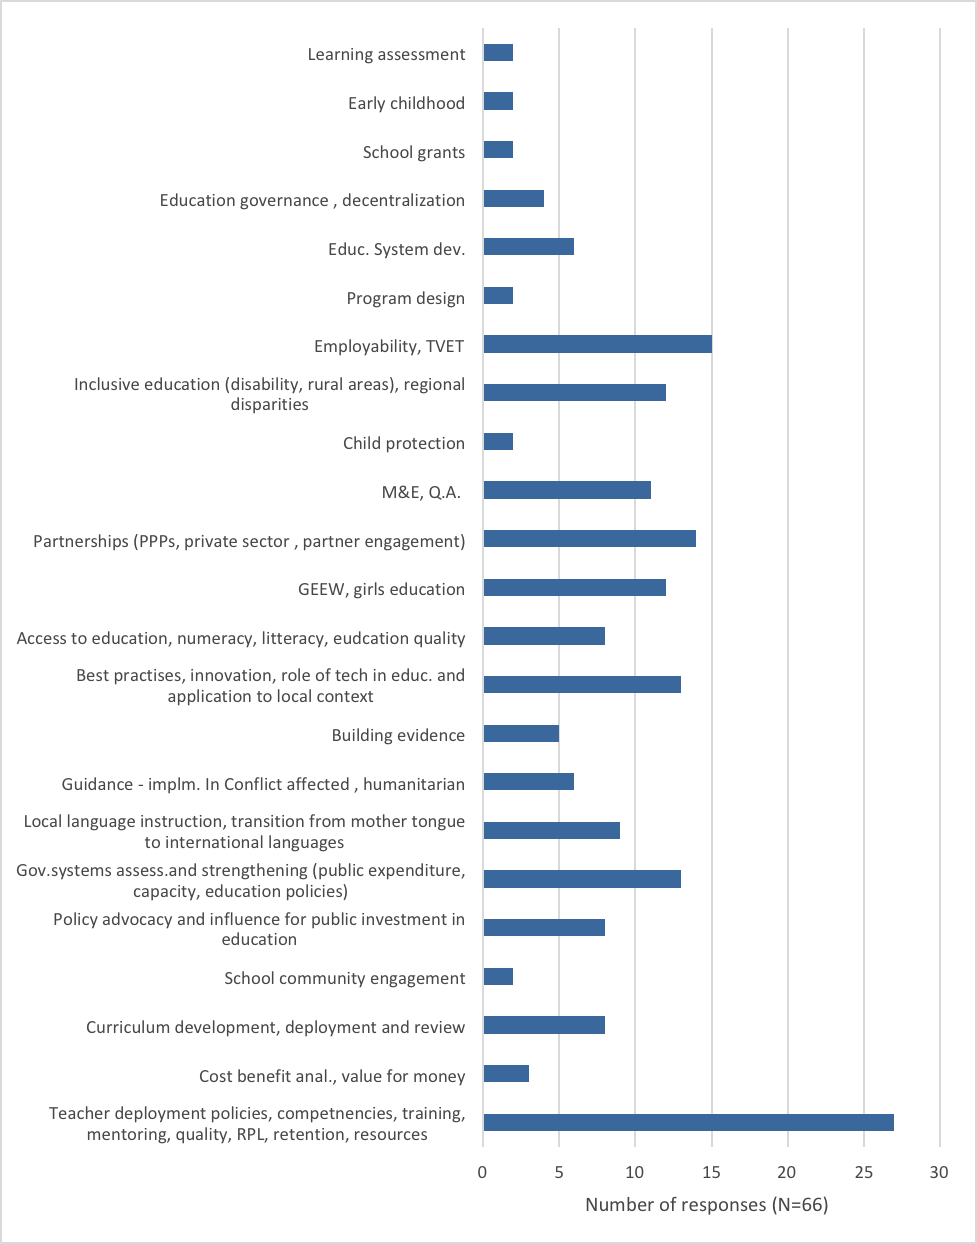 Learning assessment
Early childhood
School grants
Education governance , decentralization
Educ. System dev.
Program design
Employability, TVET
Inclusive education (disability, rural areas), regional
disparities
Child protection
M&E, Q.A.
Partnerships (PPPs, private sector , partner engagement)
GEEW, girls education
Access to education, numeracy, litteracy, eudcation quality
Best practises, innovation, role of tech in educ. and
application to local context
Building evidence
Guidance - implm. In Conflict affected , humanitarian
Local language instruction, transition from mother tongue
to international languages
Gov.systems assess.and strengthening (public expenditure,
capacity, education policies)
Policy advocacy and influence for public investment in
education
School community engagement
Curriculum development, deployment and review
Cost benefit anal., value for money
Teacher deployment policies, competnencies, training,
mentoring, quality, RPL, retention, resources
0 5 10 15 20 25 30
Number of responses (N=66)